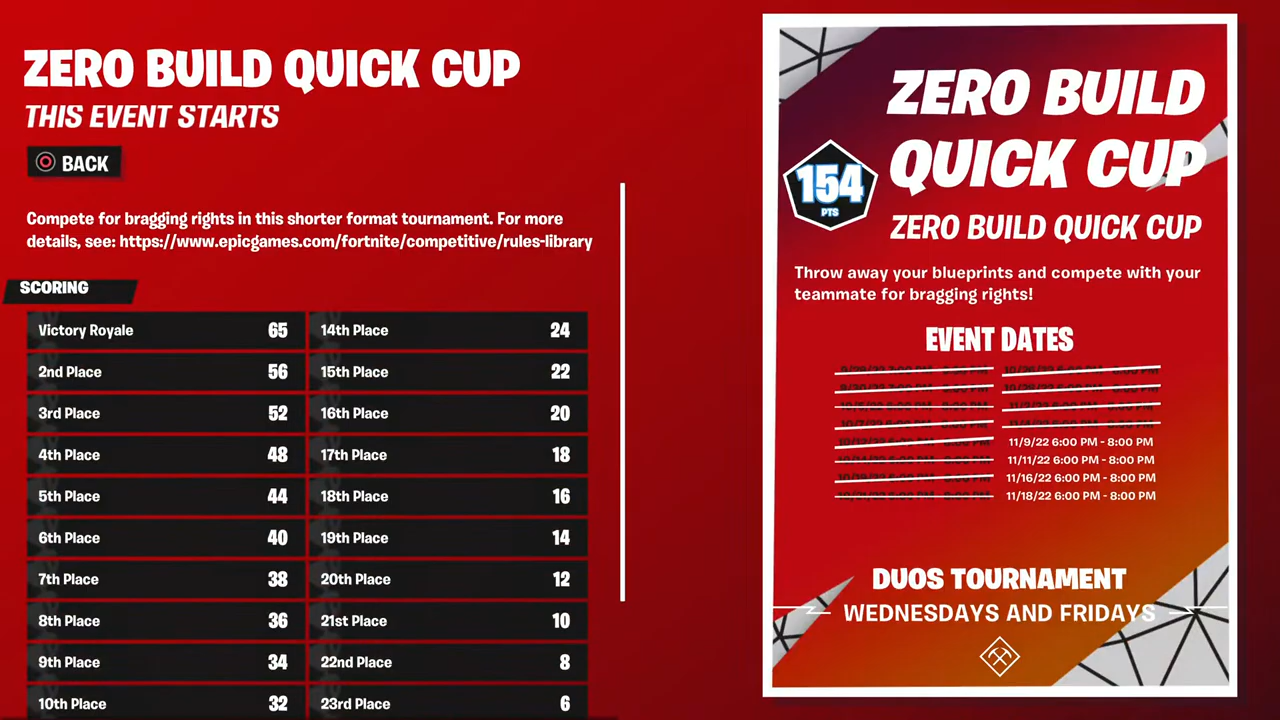 ZERO BUILD QUICK CUP
THIS EVENT STARTS
BACK
Compete for bragging rights in this shorter format tournament. For more
details, see: https://www.epicgames.com/fortnite/competitive/rules-library
SCORING
Victory Royale 65
2nd Place 56
3rd Place 52
4th Place 48
5th Place 44
6th Place 40
7th Place 38
8th Place 36
9th Place 34
10th Place 32
14th Place 24
15th Place 22
16th Place 20
17th Place 18
18th Place 16
19th Place 14
20th Place 12
21st Place 10
22nd Place 8
23rd Place 6
ZERO BUILD
QUICK CUP
154
PTS
ZERO BUILD QUICK CUP
Throw away your blueprints and compete with your
teammate for bragging rights!
EVENT DATES
11/9/22 6:00 PM - 8:00 PM
11/11/22 6:00 PM - 8:00 PM
11/16/22 6:00 PM - 8:00 PM
11/18/22 6:00 PM - 8:00 PM
DUOS TOURNAMENT
WEDNESDAYS AND FRIDAYS